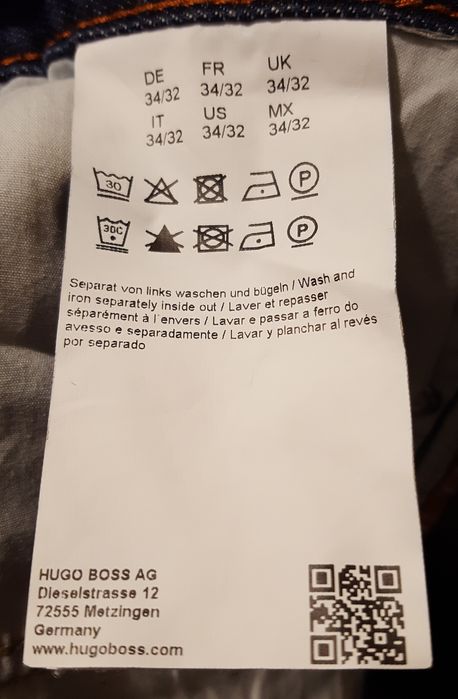 DE FR UK
34/32 34/32 34/32
IT US MX
34/32 34/32 34/32
30 P
30C P
Separat von links waschen und bügeln / Wash and
iron separately inside out / Laver et repasser
séparément à l'envers / Lavar e passar a ferro do
avesso e separadamente / Lavar y planchar al revés
por separado
HUGO BOSS AG
Dieselstrasse 12
72555 Metzingen
Germany
www.hugoboss.com